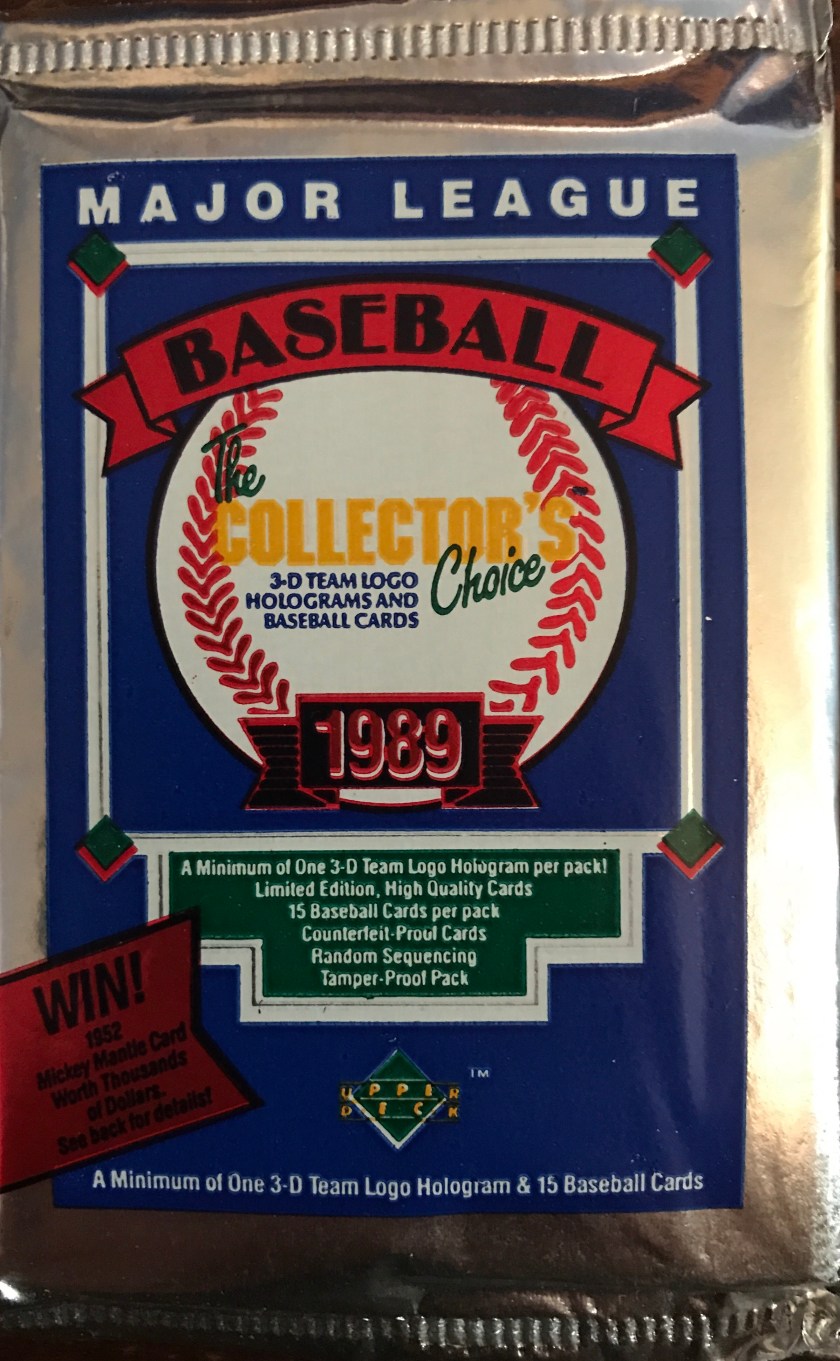 MAJOR LEAGUE
BASEBALL
The
COLLECTOR'S
Choice
3-D TEAM LOGO
HOLOGRAMS AND
BASEBALL CARDS
1989
A Minimum of One 3-D Team Logo Hologram per pack!
Limited Edition, High Quality Cards
15 Baseball Cards per pack
Counterfeit-Proof Cards
Random Sequencing
Tamper-Proof Pack
WIN!
1952
Mickey Mantle Card
Worth Thousands
of Dollars.
See back for details!
UPPER
DECK
TM
A Minimum of One 3-D Team Logo Hologram & 15 Baseball Cards